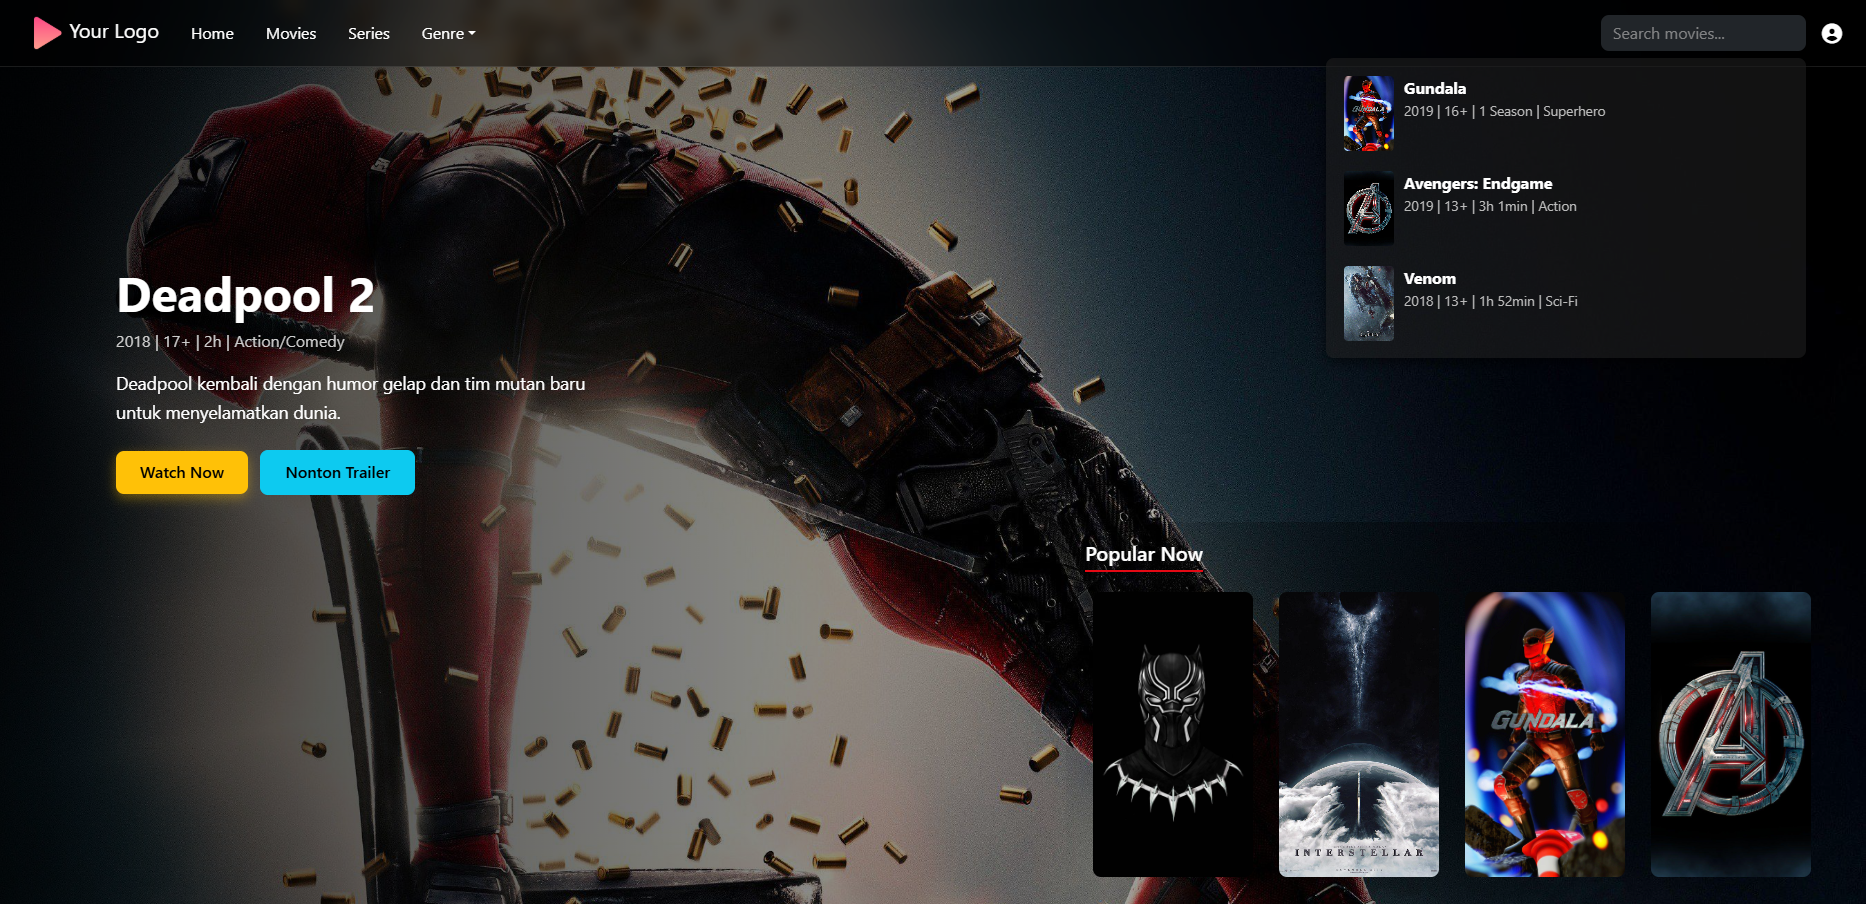 Your Logo
Home
Movies
Series
Genre
Search movies...
Gundala
2019 | 16+ | 1 Season | Superhero
Avengers: Endgame
2019 | 13+ | 3h 1min | Action
Venom
2018 | 13+ | 1h 52min | Sci-Fi
Deadpool 2
2018 | 17+ | 2h | Action/Comedy
Deadpool kembali dengan humor gelap dan tim mutan baru
untuk menyelamatkan dunia.
Watch Now
Nonton Trailer
Popular Now
INTERSTELLAR
GUNDALA